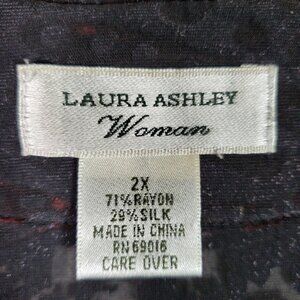 LAURA ASHLEY
Woman
2X
71% RAYON
29% SILK
MADE IN CHINA
RN 69016
CARE OVER